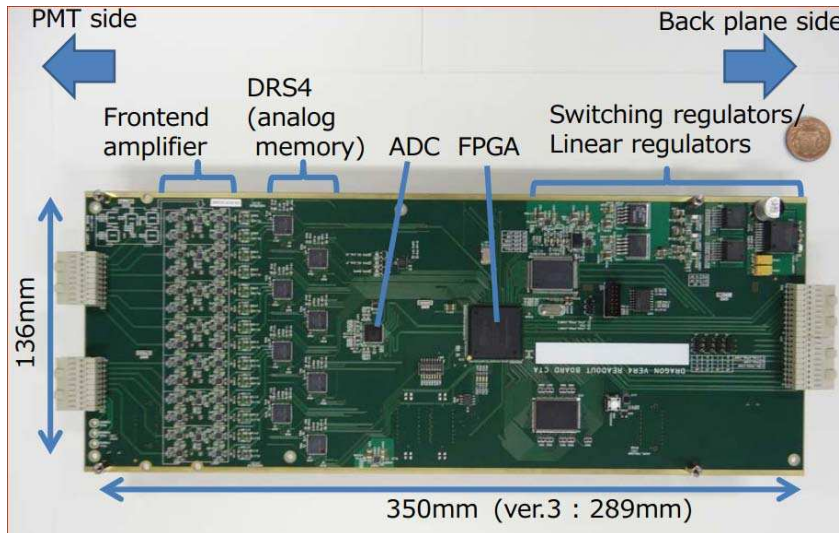 PMT side
Back plane side
DRS4
(analog
memory)
Frontend
amplifier
ADC
FPGA
Switching regulators/
Linear regulators
136mm
DRAGON VER4 READOUT BOARD CTA
350mm (ver.3 : 289mm)